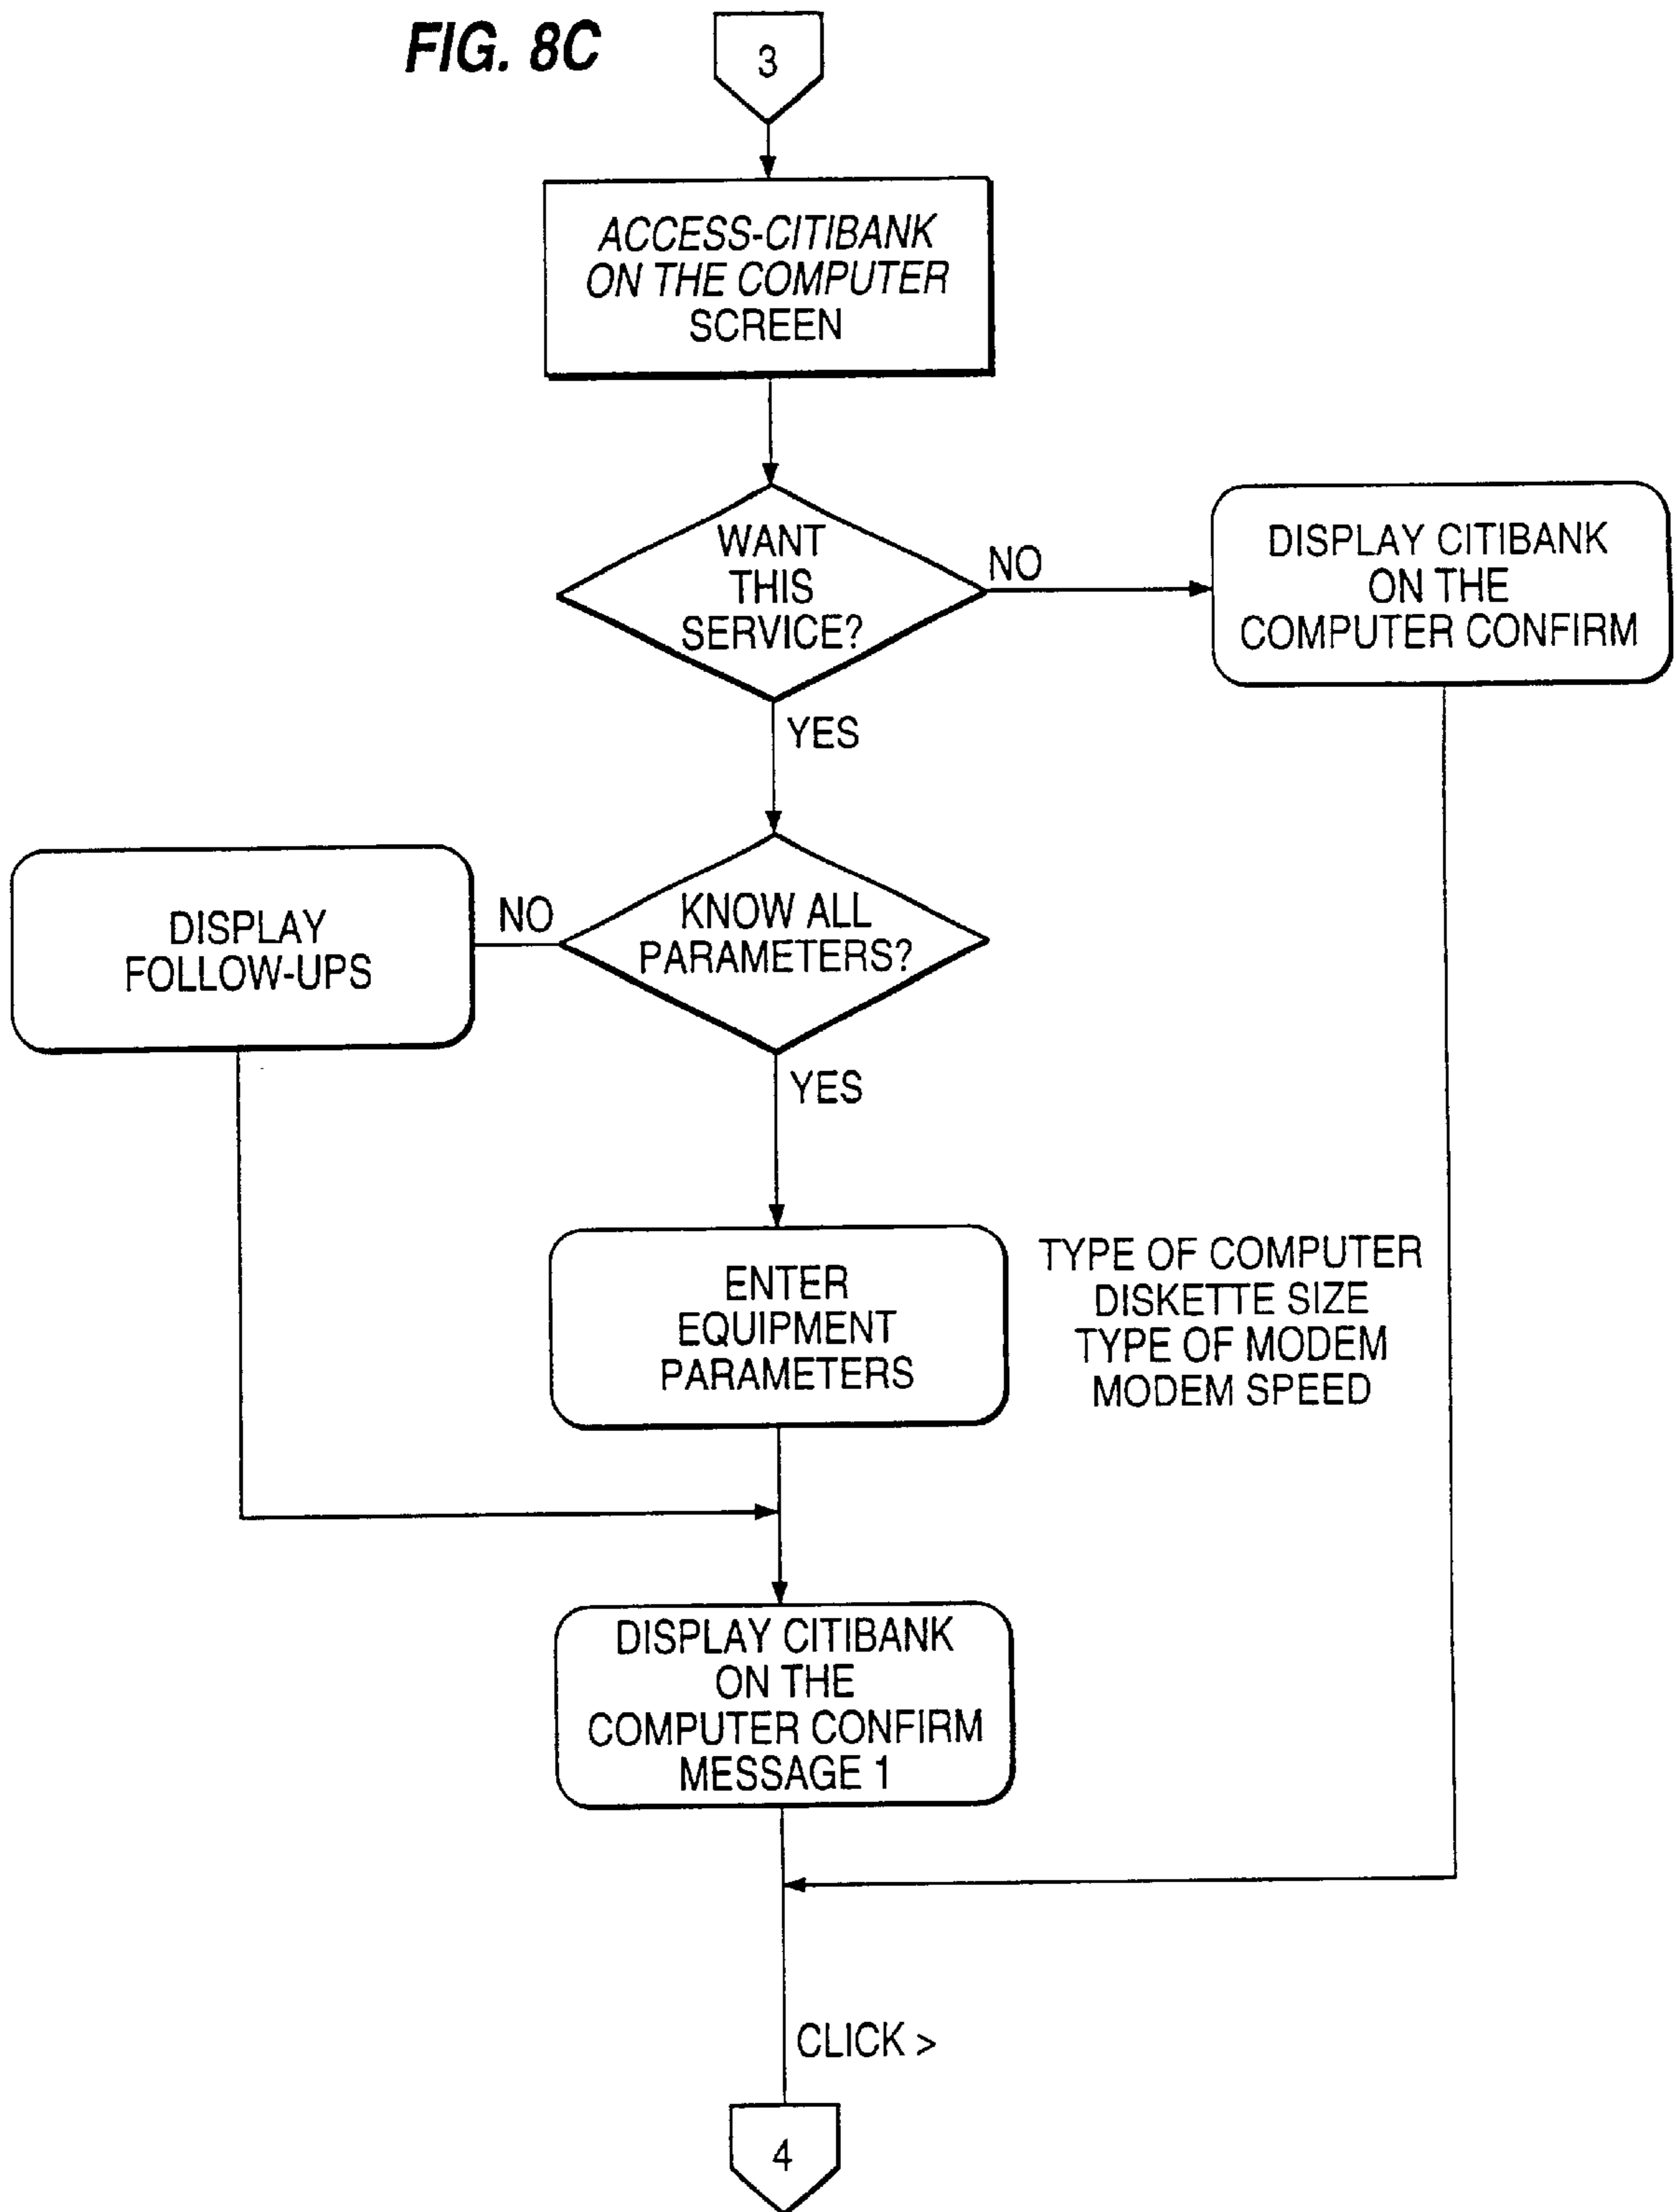 FIG. 8C
3
ACCESS-CITIBANK
ON THE COMPUTER
SCREEN
WANT
THIS
SERVICE?
NO
DISPLAY CITIBANK
ON THE
COMPUTER CONFIRM
YES
KNOW ALL
PARAMETERS?
NO
DISPLAY
FOLLOW-UPS
YES
ENTER
EQUIPMENT
PARAMETERS
TYPE OF COMPUTER
DISKETTE SIZE
TYPE OF MODEM
MODEM SPEED
DISPLAY CITIBANK
ON THE
COMPUTER CONFIRM
MESSAGE 1
CLICK >
4